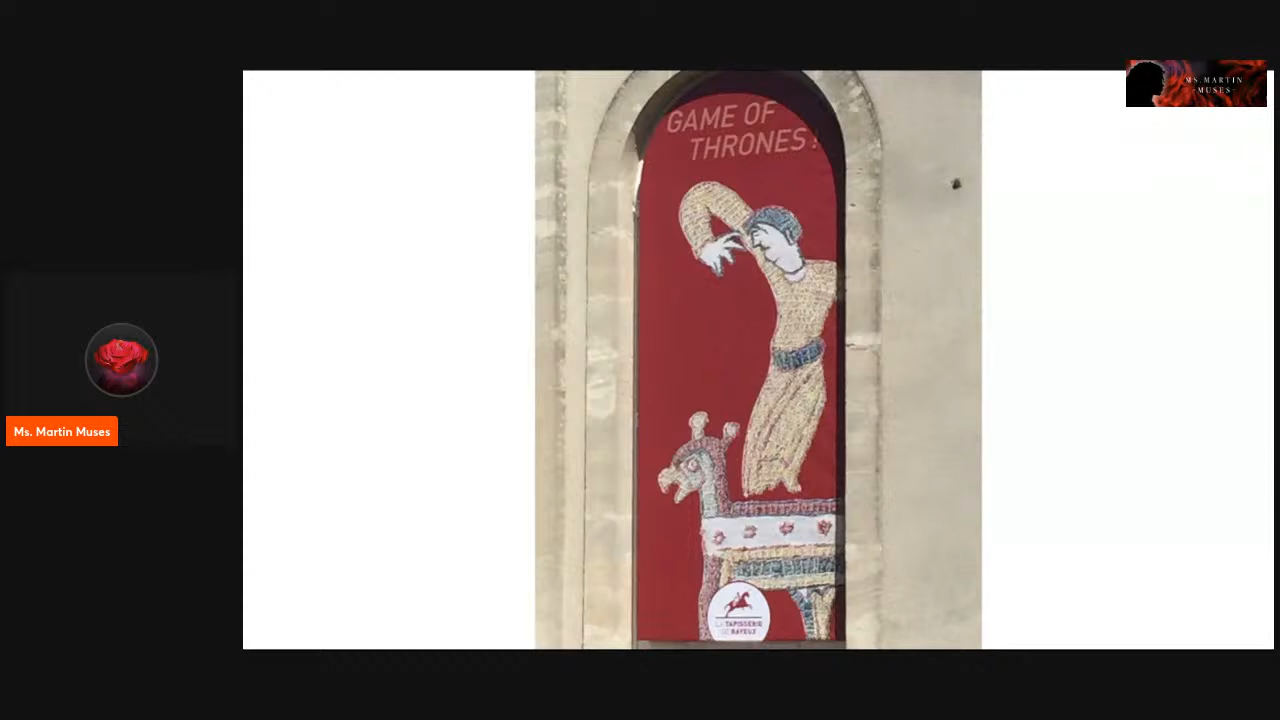 MS. MARTIN
-MUSES-
GAME OF
THRONES!
Ms. Martin Muses
LA TAPISSERIE
DE BAYEUX